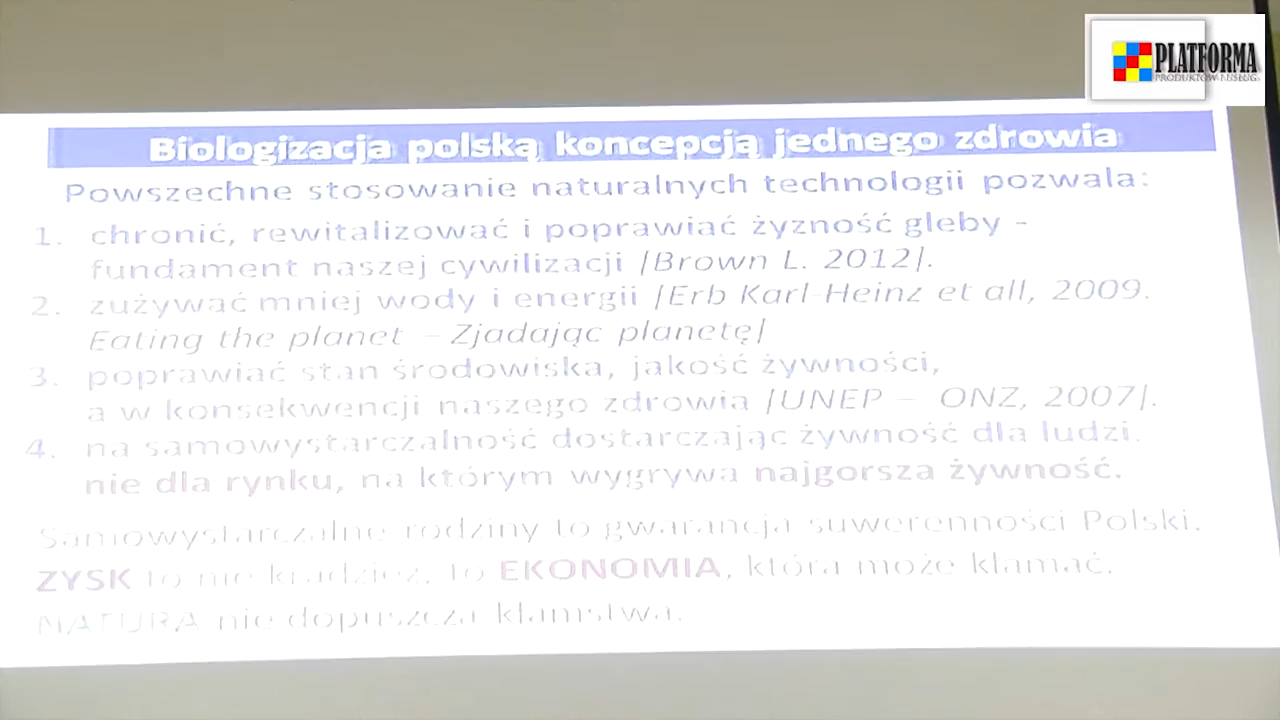 PLATFORMA
PRODUKTÓW I USŁUG
Biologizacja polską koncepcją jednego zdrowia
Powszechne stosowanie naturalnych technologii pozwala:
1. chronić, rewitalizować i poprawiać żyzność gleby -
fundament naszej cywilizacji /Brown L. 2012/.
2. zużywać mniej wody i energii /Erb Karl-Heinz et all, 2009.
Eating the planet – Zjadając planetę/
3. poprawiać stan środowiska, jakość żywności,
a w konsekwencji naszego zdrowia /UNEP – ONZ, 2007/.
4. na samowystarczalność dostarczając żywność dla ludzi.
nie dla rynku, na którym wygrywa najgorsza żywność.
Samowystarczalne rodziny to gwarancja suwerenności Polski.
ZYSK to nie kradzież, to EKONOMIA, która może kłamać.
NATURA nie dopuszcza kłamstwa.